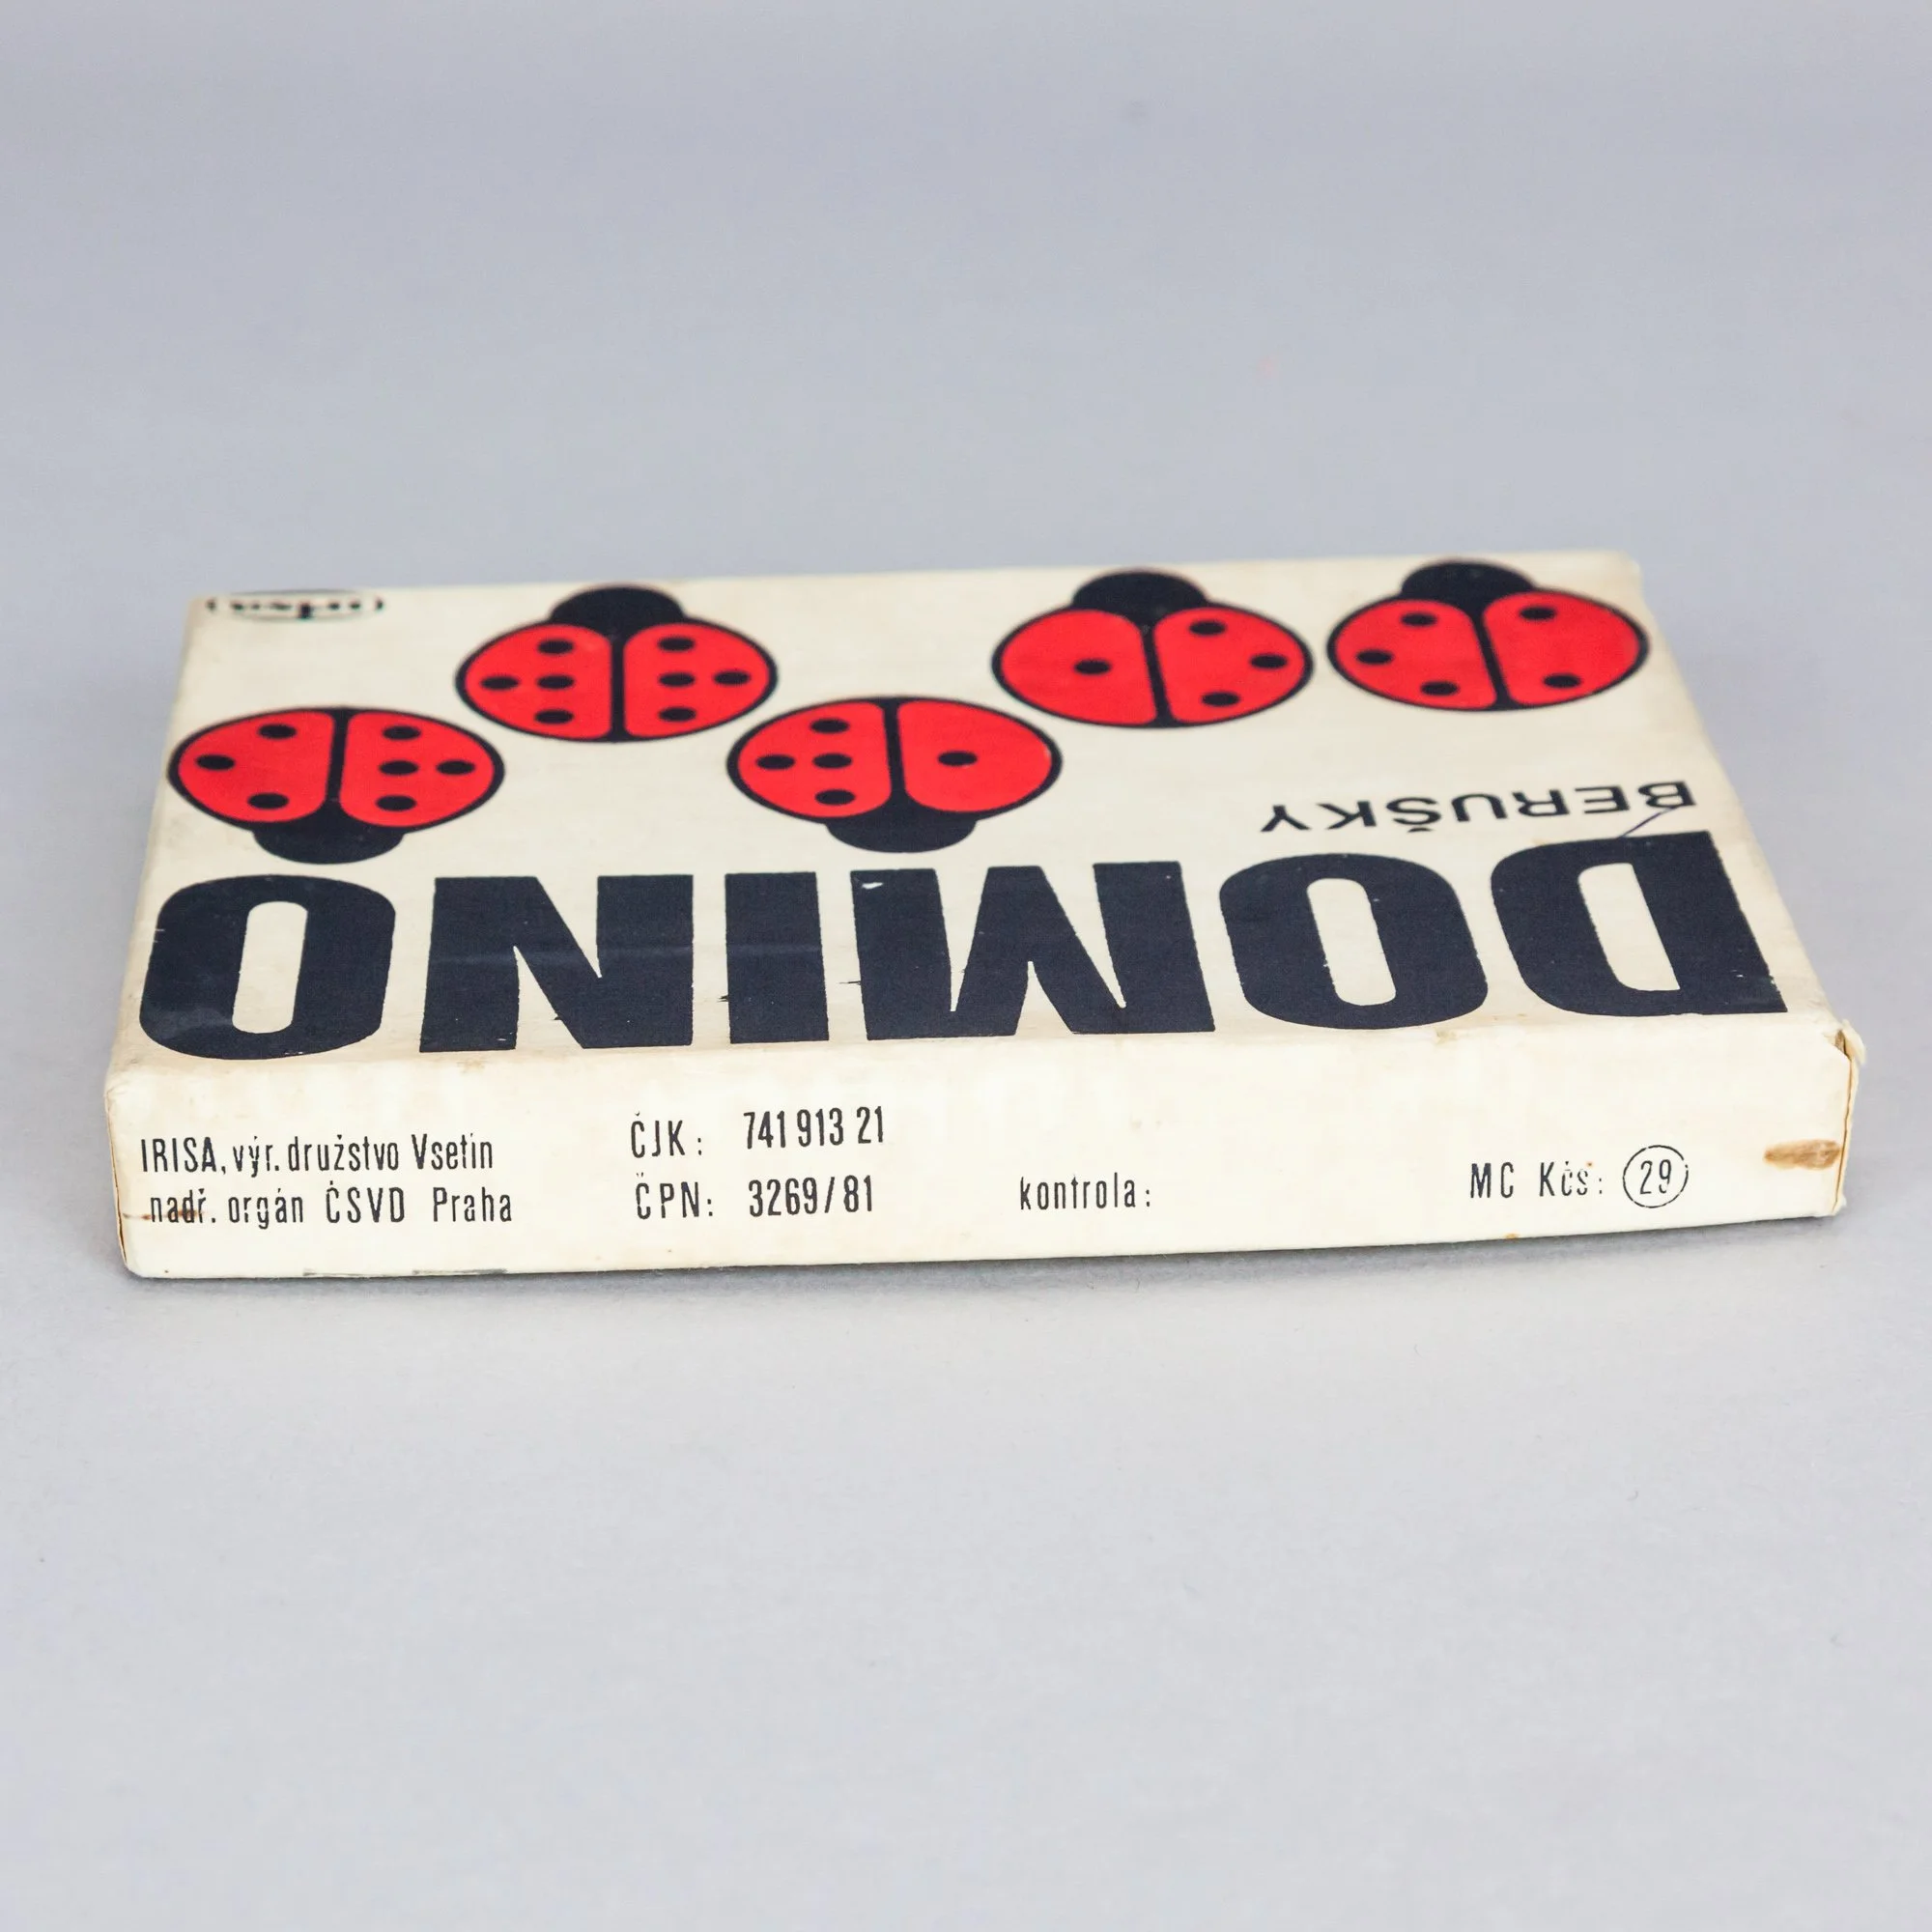 irisa
BERUŠKY
DOMINO
IRISA, výr. družstvo Vsetín
nadř. orgán ČSVD Praha
ČJK: 741 913 21
ČPN: 3269/81
kontrola:
MC Kčs: 29